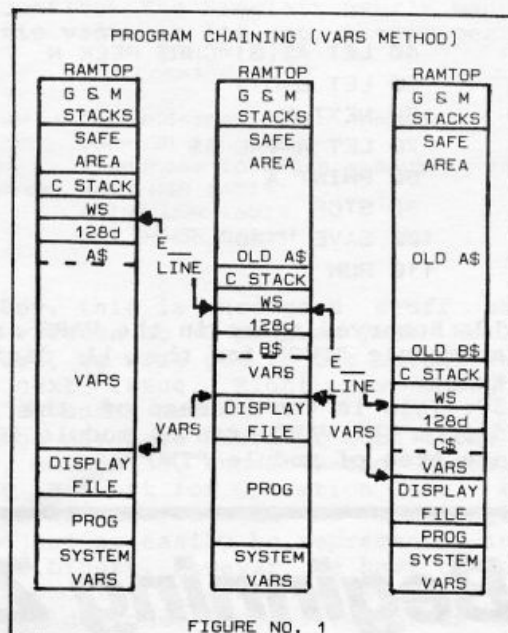 PROGRAM CHAINING (VARS METHOD)
RAMTOP
G & M
STACKS
SAFE
AREA
C STACK
WS
128d
A$
VARS
DISPLAY
FILE
PROG
SYSTEM
VARS
E
LINE
VARS
RAMTOP
G & M
STACKS
SAFE
AREA
OLD A$
C STACK
WS
128d
B$
VARS
DISPLAY
FILE
PROG
SYSTEM
VARS
E
LINE
VARS
RAMTOP
G & M
STACKS
SAFE
AREA
OLD A$
OLD B$
C STACK
WS
128d
C$
VARS
DISPLAY
FILE
PROG
SYSTEM
VARS
FIGURE NO. 1